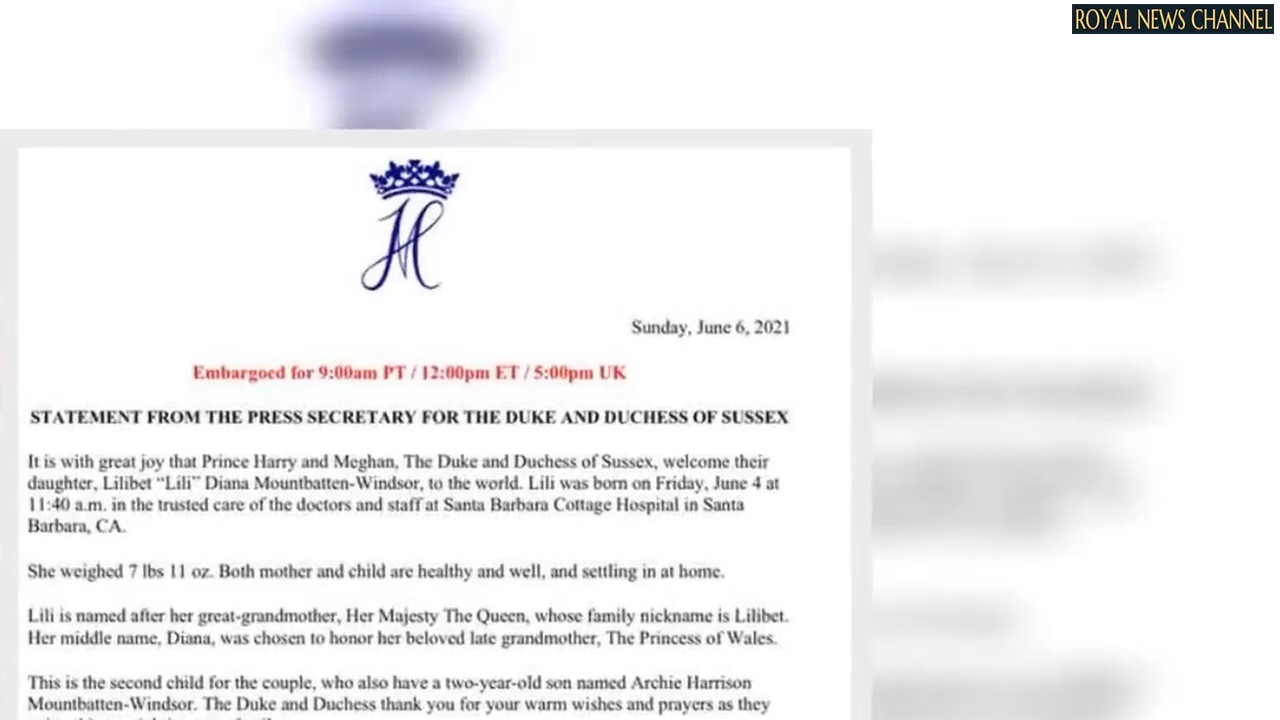 ROYAL NEWS CHANNEL
Sunday, June 6, 2021
Embargoed for 9:00am PT / 12:00pm ET / 5:00pm UK
STATEMENT FROM THE PRESS SECRETARY FOR THE DUKE AND DUCHESS OF SUSSEX
It is with great joy that Prince Harry and Meghan, The Duke and Duchess of Sussex, welcome their
daughter, Lilibet “Lili” Diana Mountbatten-Windsor, to the world. Lili was born on Friday, June 4 at
11:40 a.m. in the trusted care of the doctors and staff at Santa Barbara Cottage Hospital in Santa
Barbara, CA.
She weighed 7 lbs 11 oz. Both mother and child are healthy and well, and settling in at home.
Lili is named after her great-grandmother, Her Majesty The Queen, whose family nickname is Lilibet.
Her middle name, Diana, was chosen to honor her beloved late grandmother, The Princess of Wales.
This is the second child for the couple, who also have a two-year-old son named Archie Harrison
Mountbatten-Windsor. The Duke and Duchess thank you for your warm wishes and prayers as they